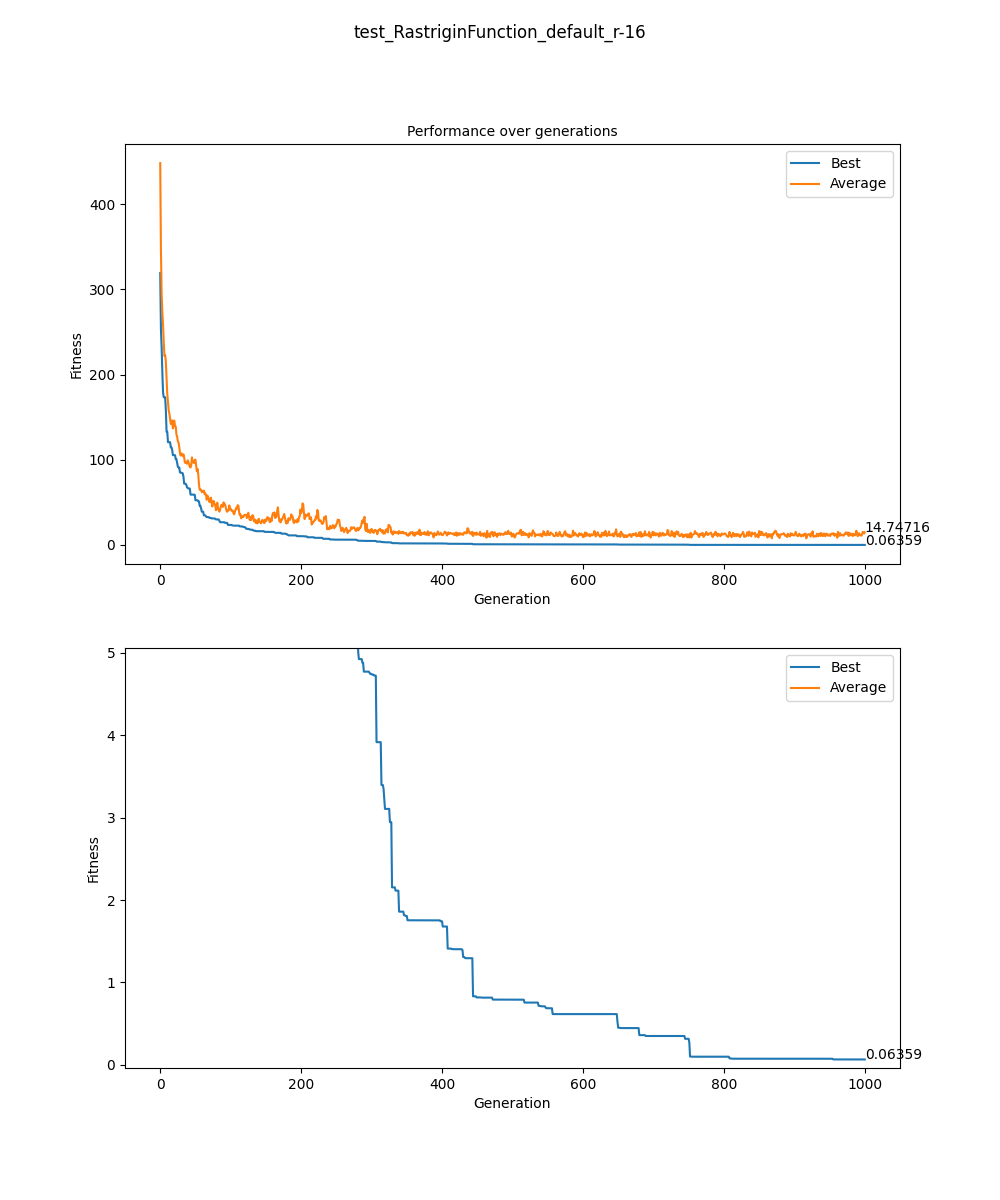 test_RastriginFunction_default_r-16
Performance over generations
Best
Average
Fitness
400
300
200
100
0
14.74716
0.06359
0 200 400 600 800 1000
Generation
Best
Average
Fitness
5
4
3
2
1
0
0.06359
0 200 400 600 800 1000
Generation